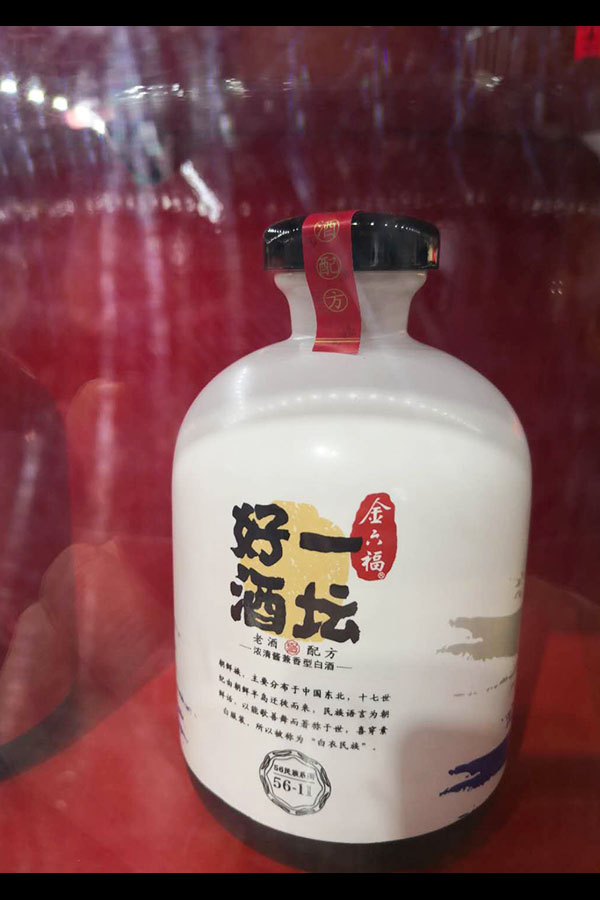 酒配方
金六福®
一坛
好酒
老酒 配方
浓清酱兼香型白酒
朝鲜族，主要分布于中国东北，十七世
纪由朝鲜半岛迁徙而来，民族语言为朝
鲜语，以能歌善舞而著称于世，喜穿素
白服装，所以被称为“白衣民族”。
56民族系
56-1